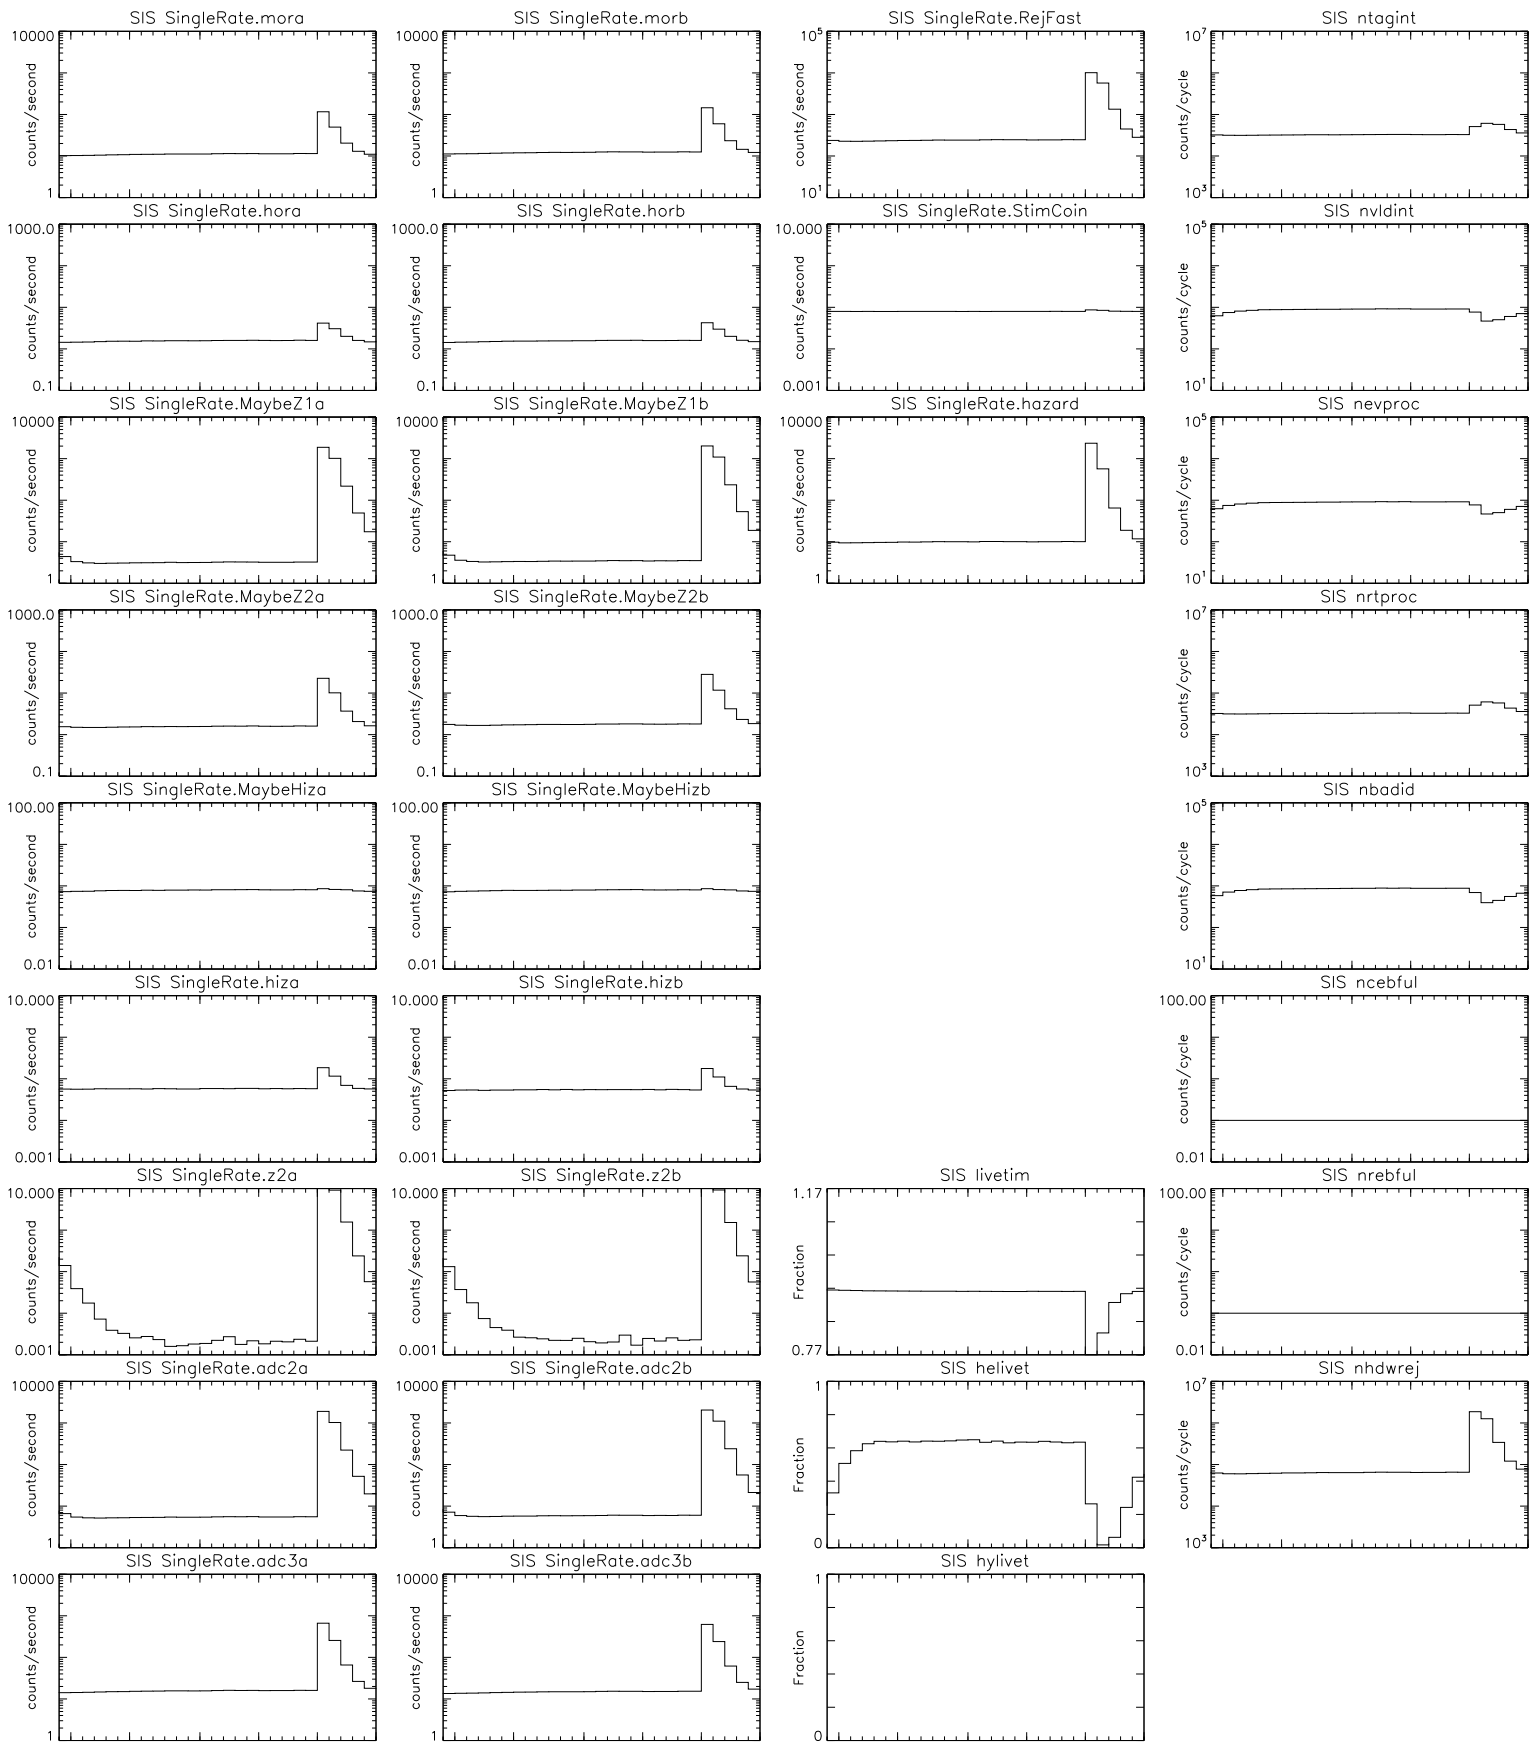 SIS SingleRate.mora
10000
counts/second
1
SIS SingleRate.morb
10000
counts/second
1
SIS SingleRate.RejFast
10^5
counts/second
10^1
SIS ntagint
10^7
counts/cycle
10^3
SIS SingleRate.hora
1000.0
counts/second
0.1
SIS SingleRate.horb
1000.0
counts/second
0.1
SIS SingleRate.StimCoin
10.000
counts/second
0.001
SIS nvldint
10^5
counts/cycle
10^1
SIS SingleRate.MaybeZ1a
10000
counts/second
1
SIS SingleRate.MaybeZ1b
10000
counts/second
1
SIS SingleRate.hazard
10000
counts/second
1
SIS nevproc
10^5
counts/cycle
10^1
SIS SingleRate.MaybeZ2a
1000.0
counts/second
0.1
SIS SingleRate.MaybeZ2b
1000.0
counts/second
0.1
SIS nrtproc
10^7
counts/cycle
10^3
SIS SingleRate.MaybeHiza
100.00
counts/second
0.01
SIS SingleRate.MaybeHizb
100.00
counts/second
0.01
SIS nbadid
10^5
counts/cycle
10^1
SIS SingleRate.hiza
10.000
counts/second
0.001
SIS SingleRate.hizb
10.000
counts/second
0.001
SIS ncebful
100.00
counts/cycle
0.01
SIS SingleRate.z2a
10.000
counts/second
0.001
SIS SingleRate.z2b
10.000
counts/second
0.001
SIS livetim
1.17
Fraction
0.77
SIS nrebful
100.00
counts/cycle
0.01
SIS SingleRate.adc2a
10000
counts/second
1
SIS SingleRate.adc2b
10000
counts/second
1
SIS helivet
1
Fraction
0
SIS nhdwrej
10^7
counts/cycle
10^3
SIS SingleRate.adc3a
10000
counts/second
1
SIS SingleRate.adc3b
10000
counts/second
1
SIS hylivet
1
Fraction
0